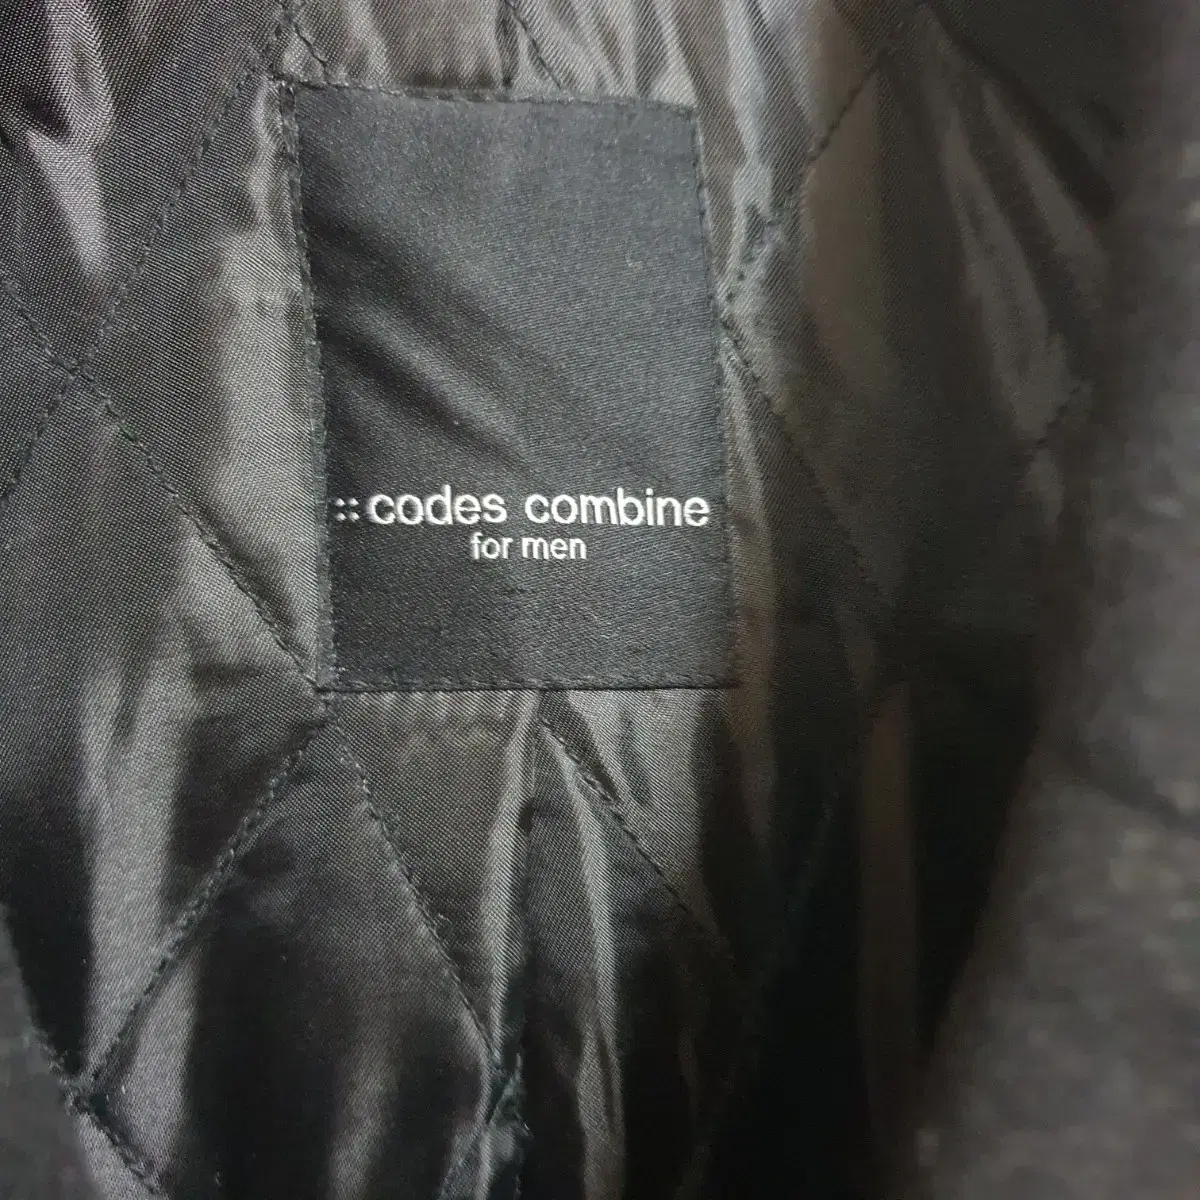 :: codes combine
for men